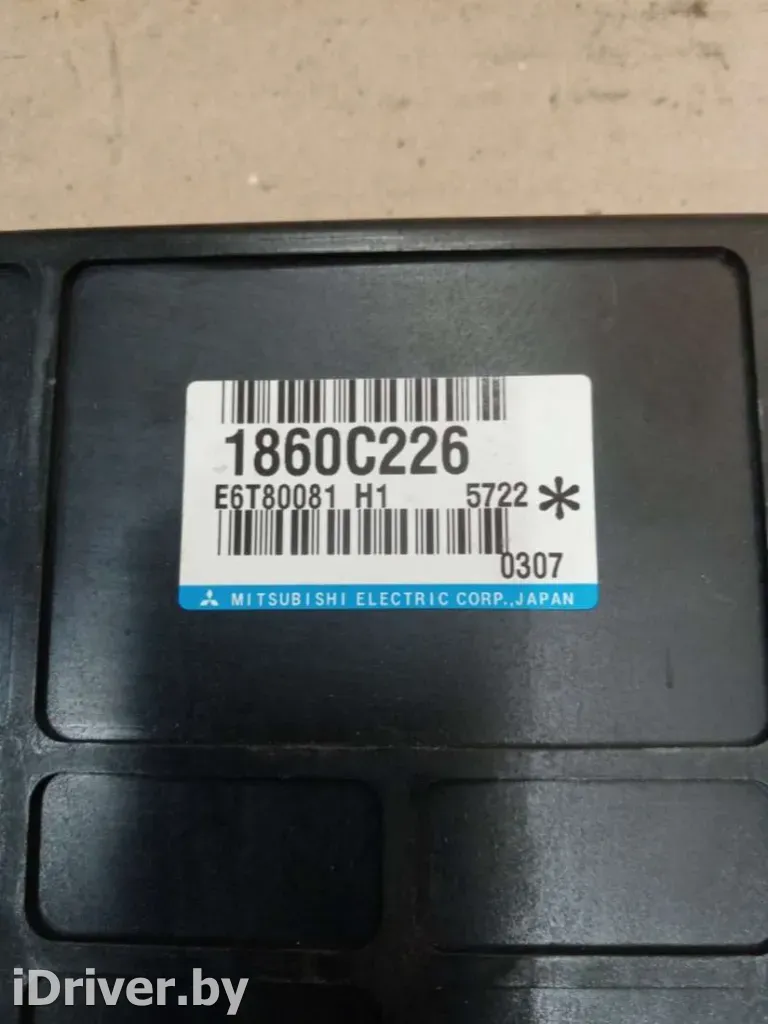 1860C226
E6T80081 H1 5722 *
0307
MITSUBISHI ELECTRIC CORP.,JAPAN
iDriver.by